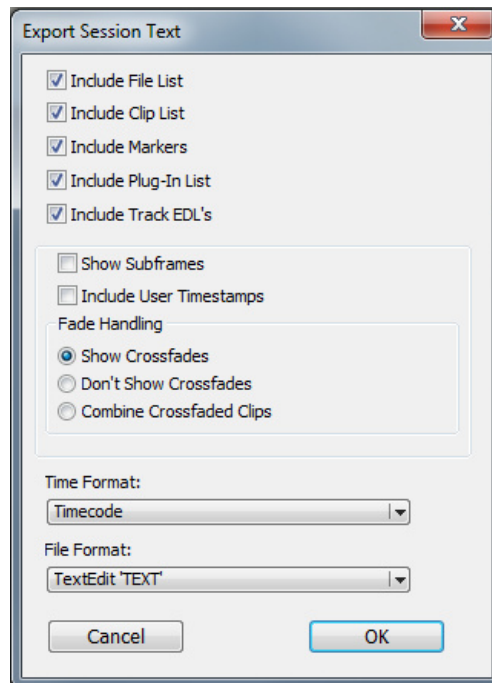 Export Session Text
X
Include File List
Include Clip List
Include Markers
Include Plug-In List
Include Track EDL's
Show Subframes
Include User Timestamps
Fade Handling
Show Crossfades
Don't Show Crossfades
Combine Crossfaded Clips
Time Format:
Timecode
File Format:
TextEdit 'TEXT'
Cancel OK